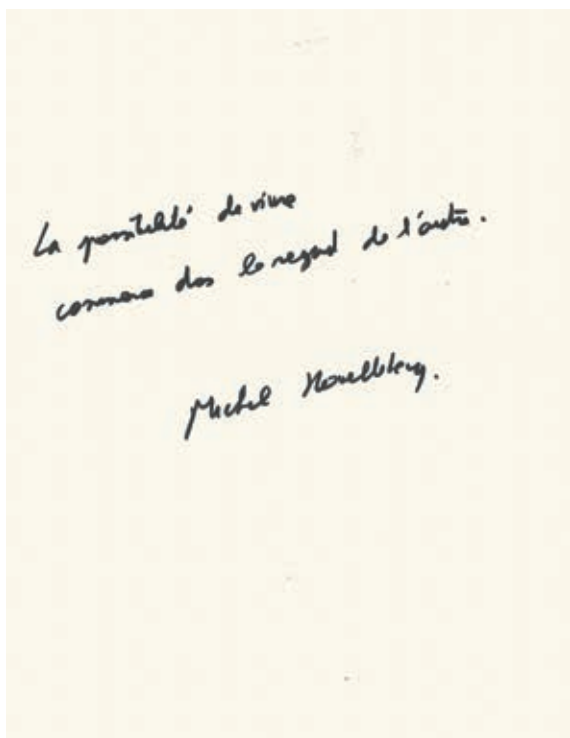 La possibilité de vivre
commence dans le regard de l'autre.
Michel Houellebecq.